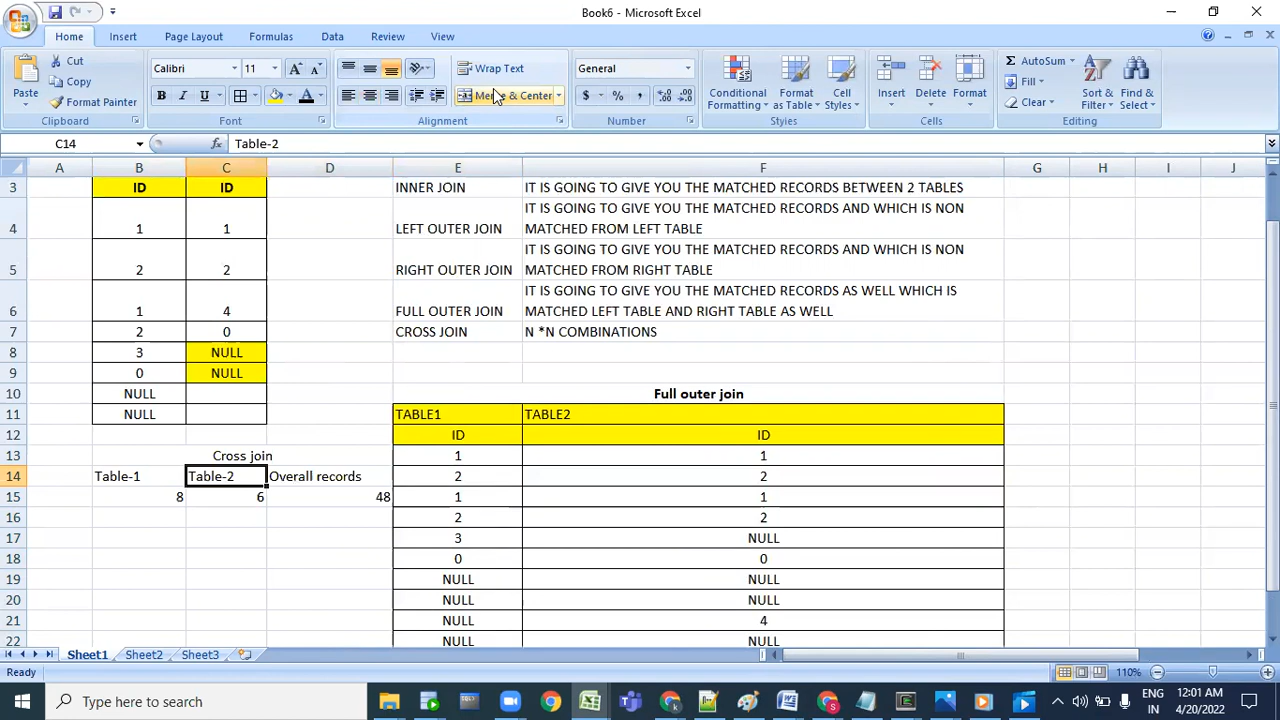 Book6 - Microsoft Excel
Home Insert Page Layout Formulas Data Review View
Paste
Cut
Copy
Format Painter
Clipboard
Calibri 11
B I U
Font
Wrap Text
Merge & Center
Alignment
General
$ % ,
Number
Conditional Formatting
Format as Table
Cell Styles
Styles
Insert Delete Format
Cells
AutoSum
Fill
Clear
Sort & Filter
Find & Select
Editing
C14 fx Table-2
A B C D E F G H I J
3 ID ID INNER JOIN IT IS GOING TO GIVE YOU THE MATCHED RECORDS BETWEEN 2 TABLES
IT IS GOING TO GIVE YOU THE MATCHED RECORDS AND WHICH IS NON
4 1 1 LEFT OUTER JOIN MATCHED FROM LEFT TABLE
IT IS GOING TO GIVE YOU THE MATCHED RECORDS AND WHICH IS NON
5 2 2 RIGHT OUTER JOIN MATCHED FROM RIGHT TABLE
IT IS GOING TO GIVE YOU THE MATCHED RECORDS AS WELL WHICH IS
6 1 4 FULL OUTER JOIN MATCHED LEFT TABLE AND RIGHT TABLE AS WELL
7 2 0 CROSS JOIN N *N COMBINATIONS
8 3 NULL
9 0 NULL
10 NULL Full outer join
11 NULL TABLE1 TABLE2
12 ID ID
13 Cross join 1 1
14 Table-1 Table-2 Overall records 2 2
15 8 6 48 1 1
16 2 2
17 3 NULL
18 0 0
19 NULL NULL
20 NULL NULL
21 NULL 4
22 NULL NULL
Sheet1 Sheet2 Sheet3
Ready 110%
Type here to search
ENG 12:01 AM
IN 4/20/2022